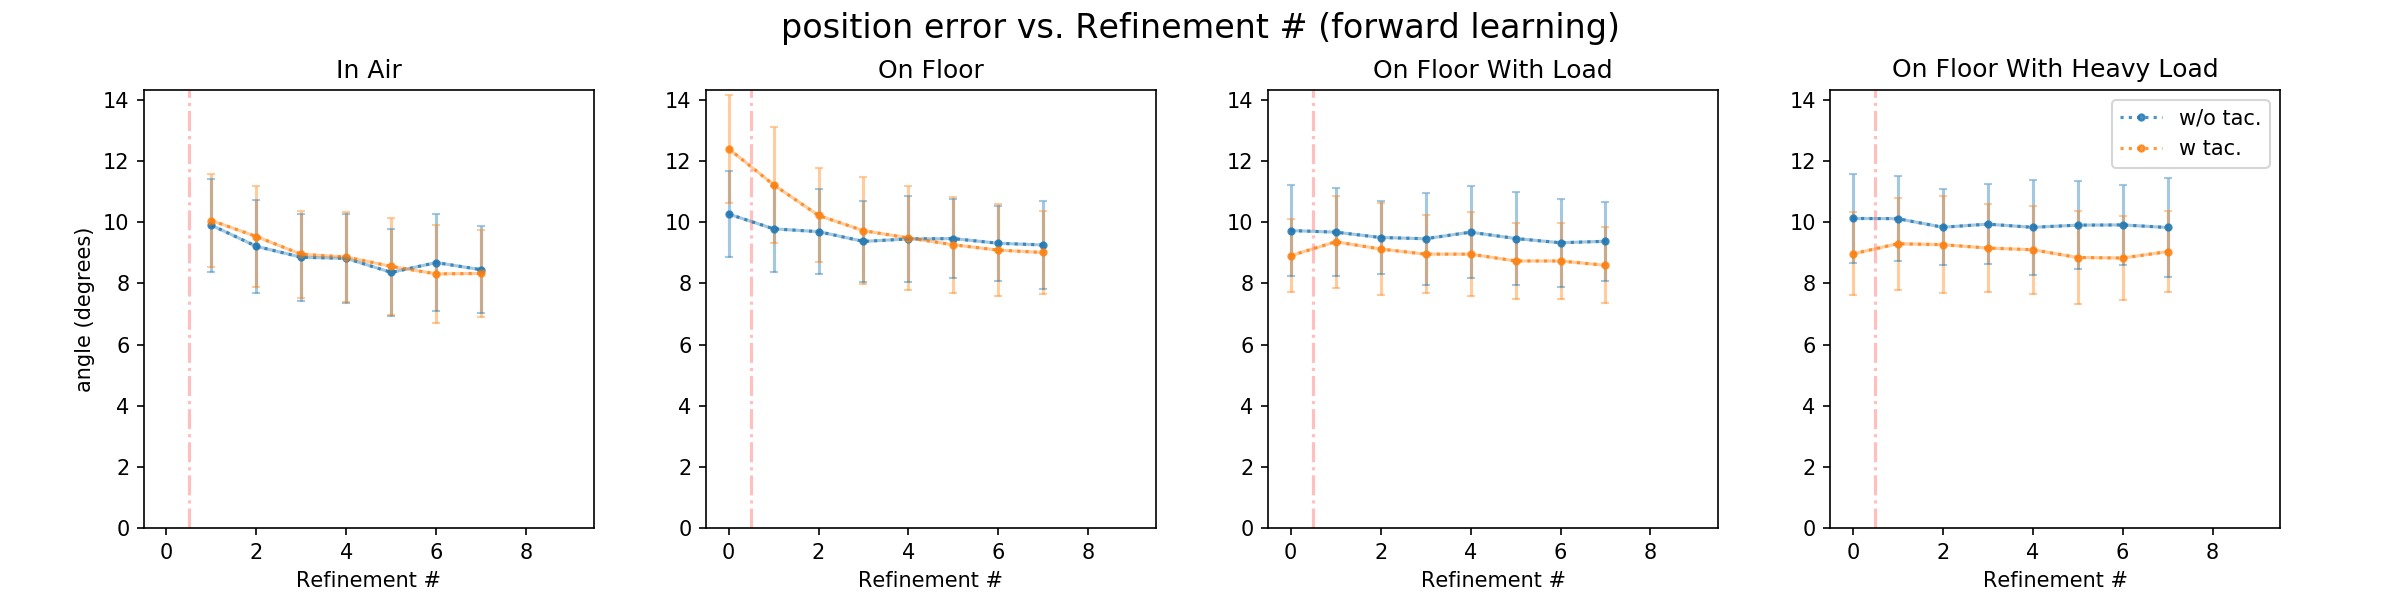 position error vs. Refinement # (forward learning)
In Air
On Floor
On Floor With Load
On Floor With Heavy Load
14
12
10
8
6
4
2
0
angle (degrees)
0 2 4 6 8
Refinement #
14
12
10
8
6
4
2
0
0 2 4 6 8
Refinement #
14
12
10
8
6
4
2
0
0 2 4 6 8
Refinement #
14
12
10
8
6
4
2
0
w/o tac.
w tac.
0 2 4 6 8
Refinement #